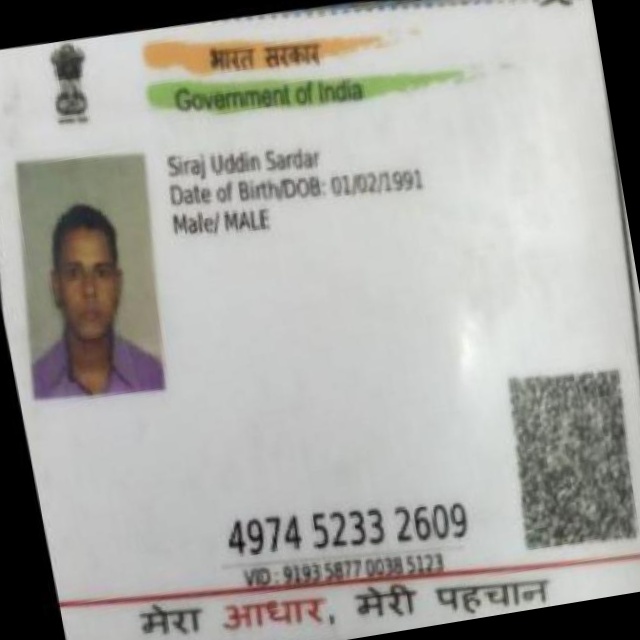 भारत सरकार
Government of India
Siraj Uddin Sardar
Date of Birth/DOB: 01/02/1991
Male/ MALE
4974 5233 2609
VID : 9193 5877 0038 5123
मेरा आधार, मेरी पहचान